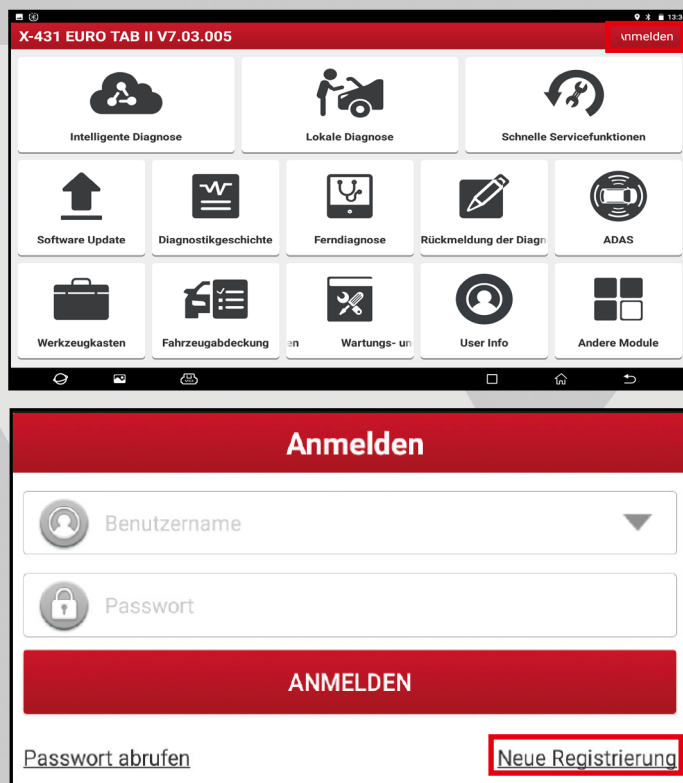 13:3
X-431 EURO TAB II V7.03.005
nmelden
Intelligente Diagnose
Lokale Diagnose
Schnelle Servicefunktionen
Software Update
Diagnostikgeschichte
Ferndiagnose
Rückmeldung der Diagn
ADAS
Werkzeugkasten
Fahrzeugabdeckung
en Wartungs- un
User Info
Andere Module
Anmelden
Benutzername
Passwort
ANMELDEN
Passwort abrufen
Neue Registrierung